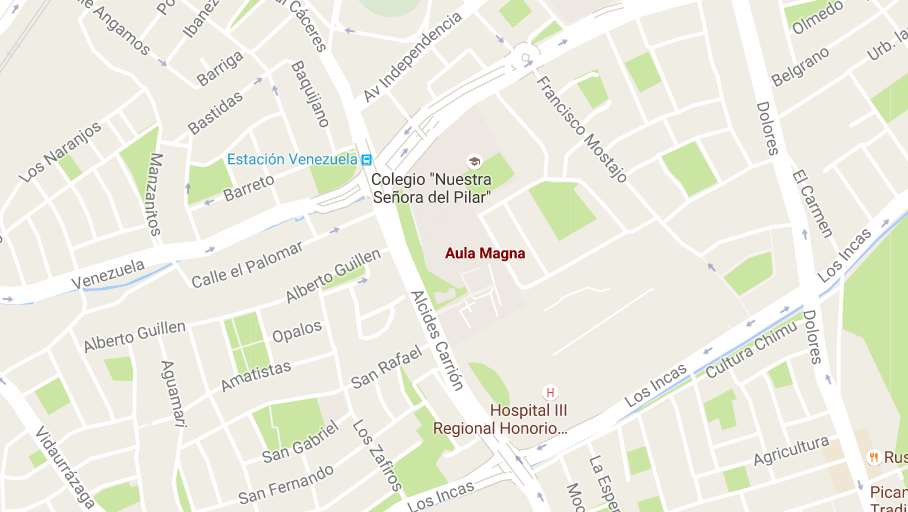 Angamos
Ibanez
Cáceres
Av Independencia
Olmedo
Urb. la
Barriga
Belgrano
Baquijano
Bastidas
Francisco Mostajo
Dolores
Los Naranjos
Manzanitos
Estación Venezuela
Barreto
Colegio "Nuestra
Señora del Pilar"
El Carmen
Aula Magna
Los Incas
Venezuela
Calle el Palomar
Alberto Guillen
Alberto Guillen
Opalos
Alcides Carrión
Dolores
Cultura Chimu
Amatistas
San Rafael
Aguamari
Los Incas
H
Hospital III
Regional Honorio...
Vidaurrázaga
San Gabriel
Los Zafiros
Agricultura
Rus
San Fernando
Los Incas
La Esper
Moq
Pican
Tradi